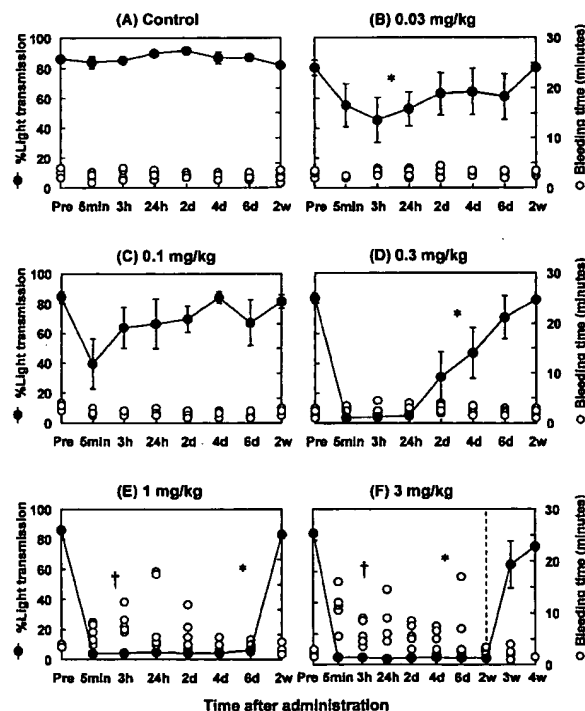 (A) Control
(B) 0.03 mg/kg
100
80
60
40
20
0
%Light transmission
Pre 5min 3h 24h 2d 4d 6d 2w
*
30
20
10
0
Bleeding time (minutes)
Pre 5min 3h 24h 2d 4d 6d 2w
(C) 0.1 mg/kg
(D) 0.3 mg/kg
100
80
60
40
20
0
%Light transmission
Pre 5min 3h 24h 2d 4d 6d 2w
*
30
20
10
0
Bleeding time (minutes)
Pre 5min 3h 24h 2d 4d 6d 2w
(E) 1 mg/kg
(F) 3 mg/kg
100
80
60
40
20
0
%Light transmission
† *
Pre 5min 3h 24h 2d 4d 6d 2w
† *
30
20
10
0
Bleeding time (minutes)
Pre 5min 3h 24h 2d 4d 6d 2w 3w 4w
Time after administration